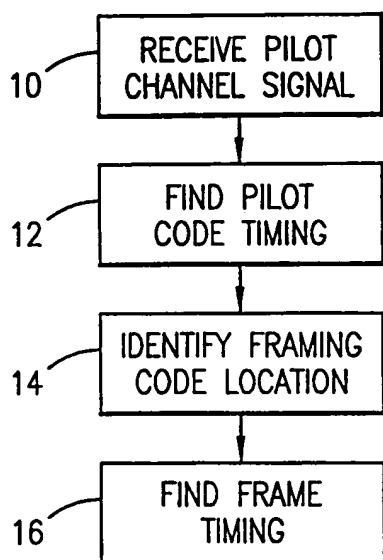 10
RECEIVE PILOT
CHANNEL SIGNAL
12
FIND PILOT
CODE TIMING
14
IDENTIFY FRAMING
CODE LOCATION
16
FIND FRAME
TIMING